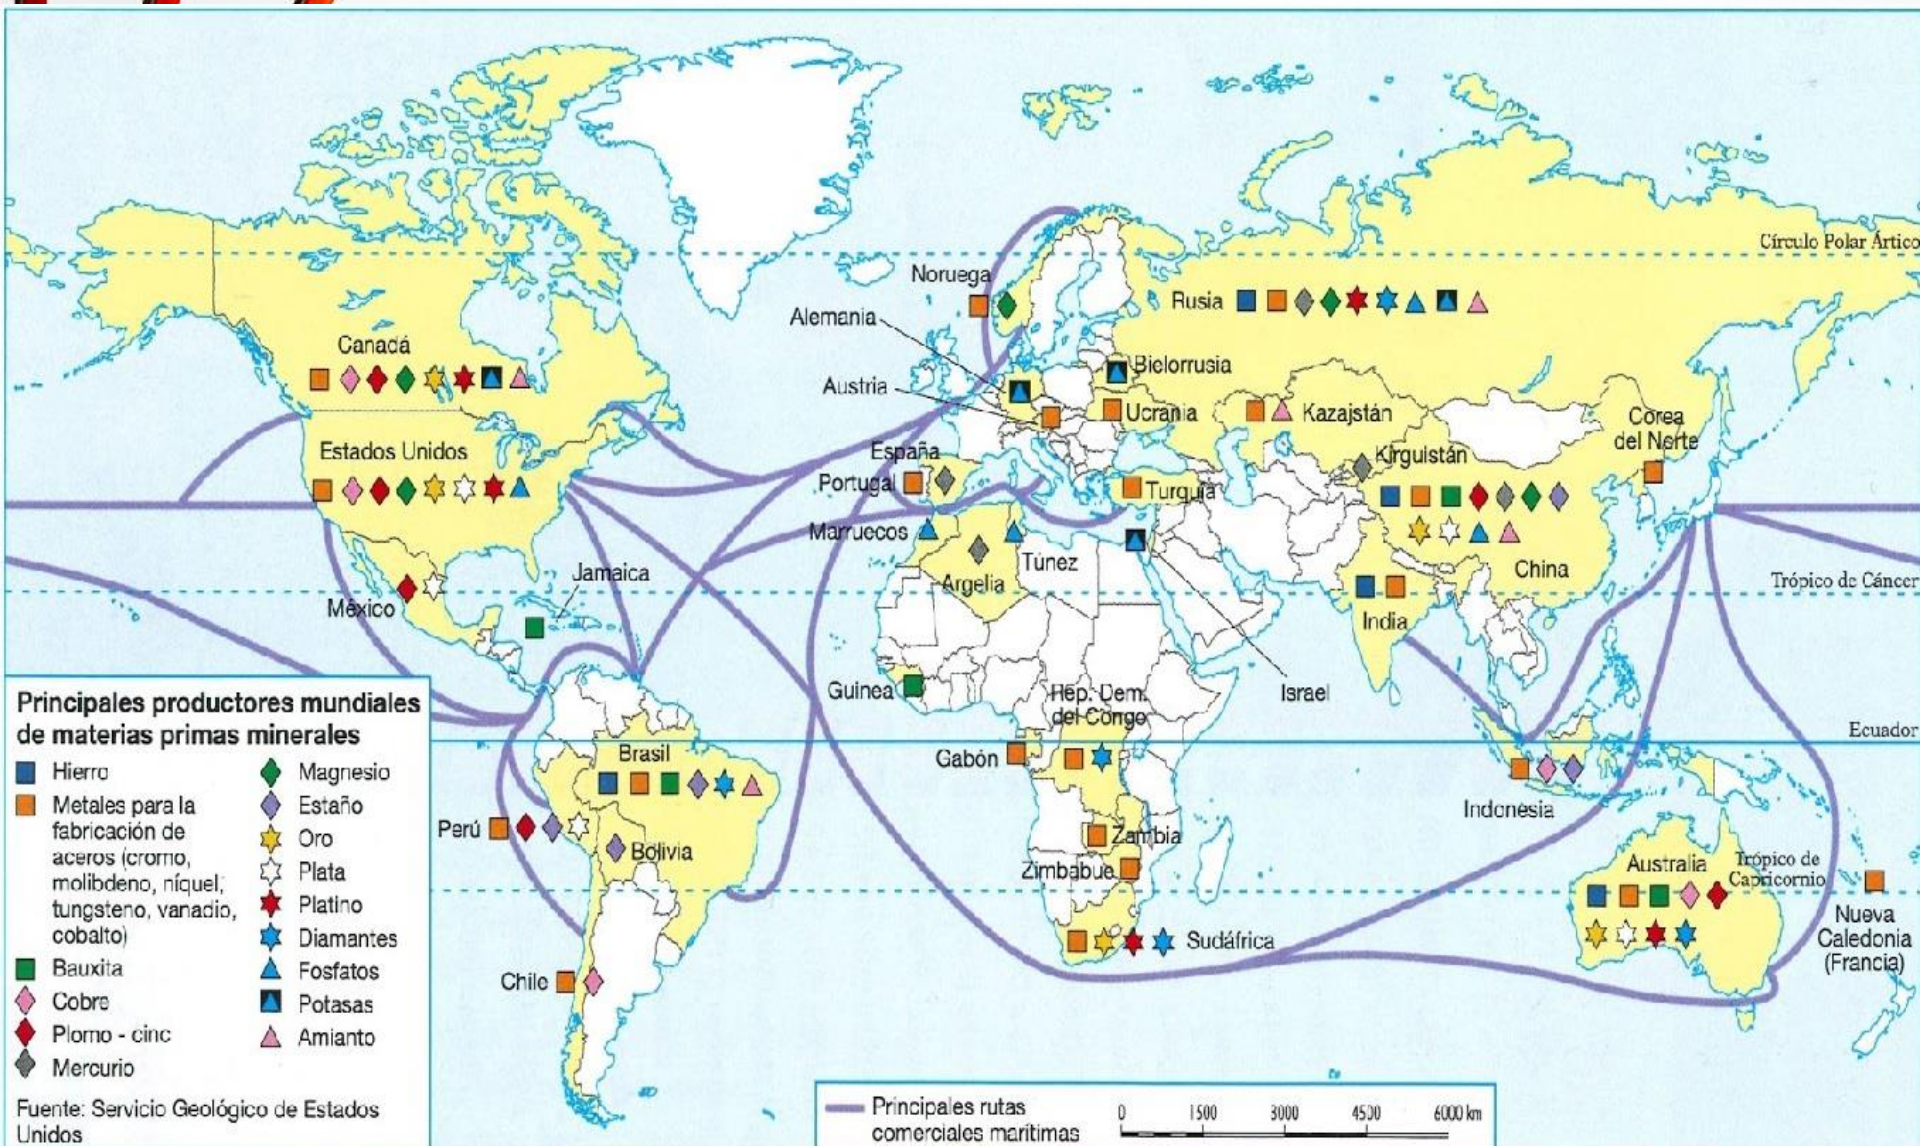 Círculo Polar Ártico
Noruega
Alemania
Rusia
Canadá
Bielorrusia
Austria
Ucrania
Kazajstán
Corea
del Norte
Estados Unidos
España
Kirguistán
Portugal
Turquía
Marruecos
Túnez
China
Jamaica
Argelia
Trópico de Cáncer
México
India
Israel
Guinea
Rep. Dem.
del Congo
Ecuador
Brasil
Gabón
Indonesia
Perú
Zambia
Bolivia
Zimbabue
Australia
Trópico de
Capricornio
Nueva
Caledonia
(Francia)
Sudáfrica
Chile
Principales productores mundiales
de materias primas minerales
Hierro
Metales para la
fabricación de
aceros (cromo,
molibdeno, níquel,
tungsteno, vanadio,
cobalto)
Bauxita
Cobre
Plomo - cinc
Mercurio
Magnesio
Estaño
Oro
Plata
Platino
Diamantes
Fosfatos
Potasas
Amianto
Fuente: Servicio Geológico de Estados
Unidos
Principales rutas
comerciales marítimas
0 1500 3000 4500 6000 km